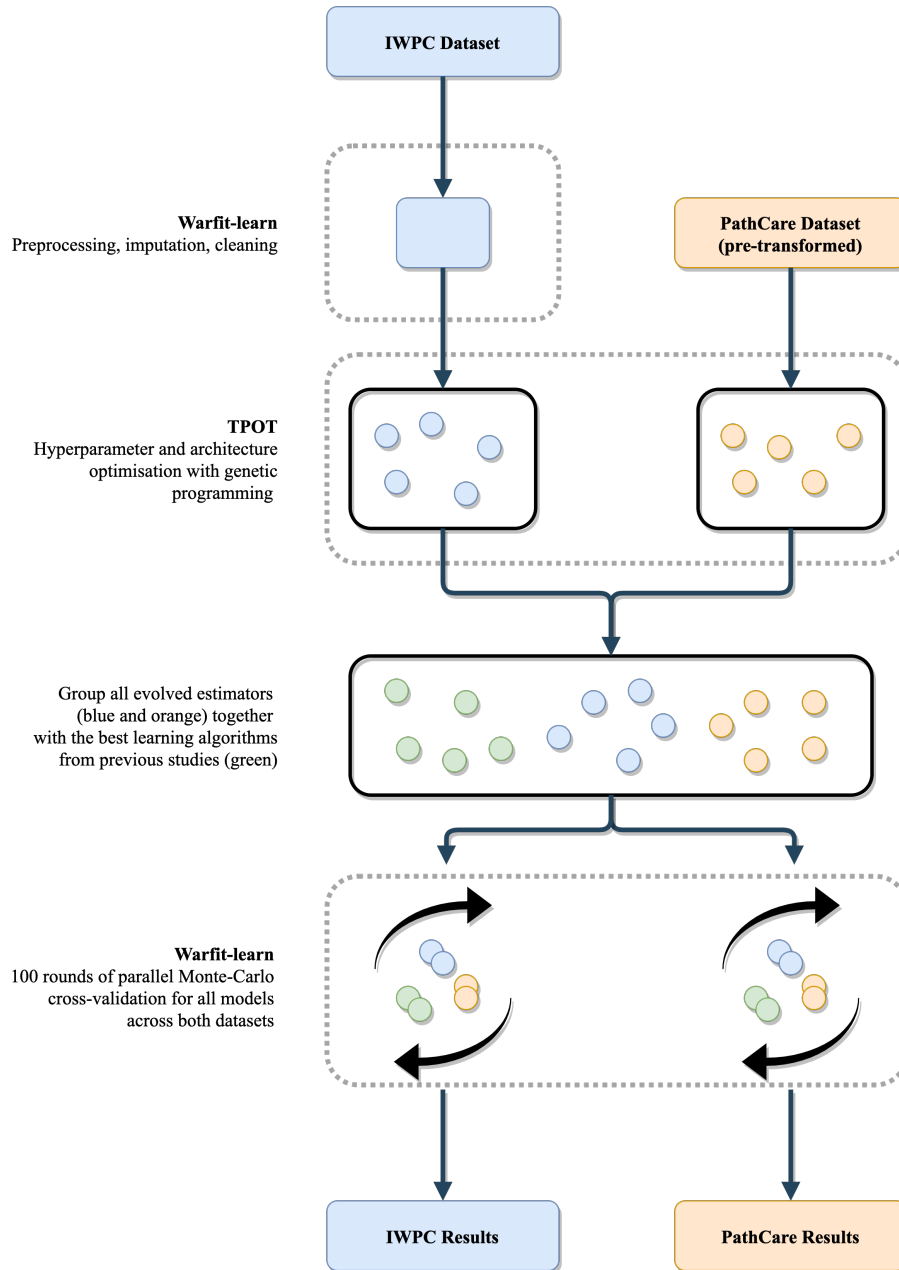 IWPC Dataset
Warfit-learn
Preprocessing, imputation, cleaning
PathCare Dataset
(pre-transformed)
TPOT
Hyperparameter and architecture
optimisation with genetic
programming
Group all evolved estimators
(blue and orange) together
with the best learning algorithms
from previous studies (green)
Warfit-learn
100 rounds of parallel Monte-Carlo
cross-validation for all models
across both datasets
IWPC Results
PathCare Results